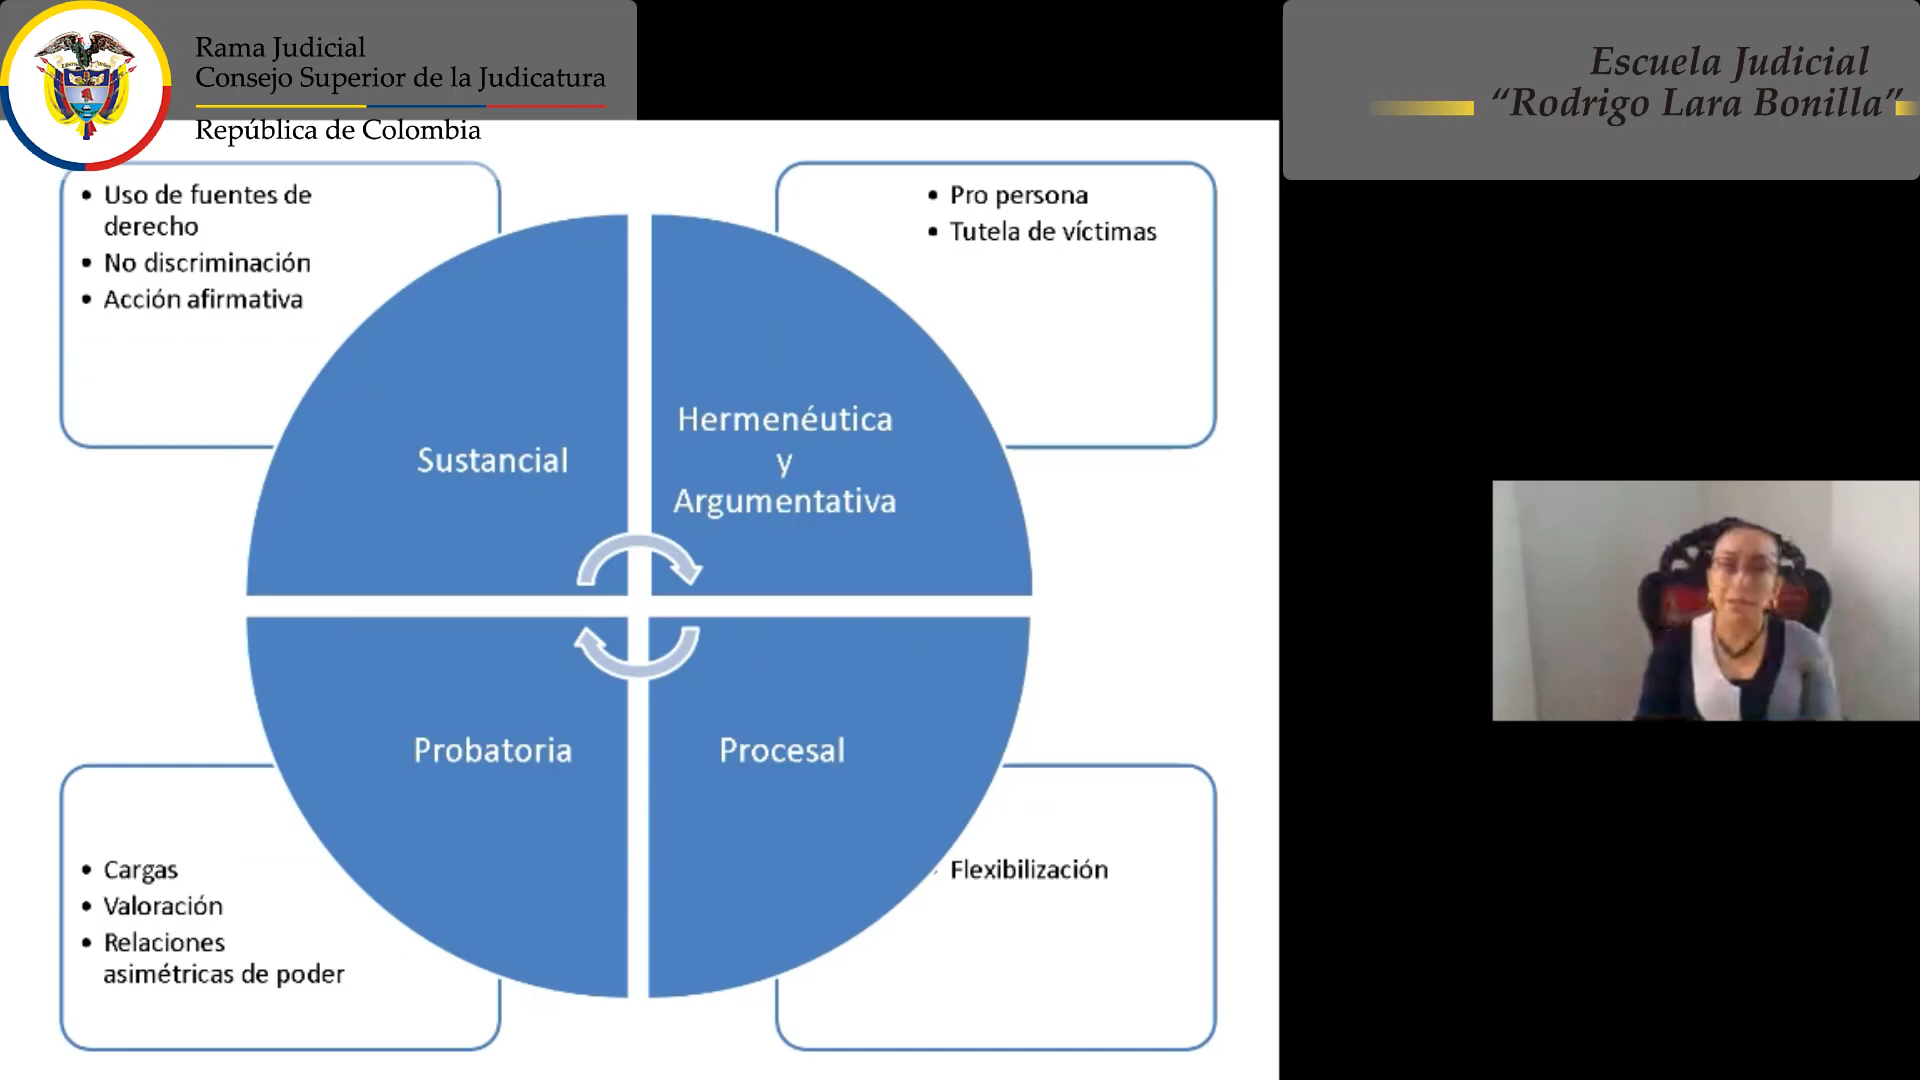 Rama Judicial
Consejo Superior de la Judicatura
República de Colombia
Escuela Judicial
“Rodrigo Lara Bonilla”
• Uso de fuentes de
derecho
• No discriminación
• Acción afirmativa
• Pro persona
• Tutela de víctimas
Sustancial
Hermenéutica
y
Argumentativa
Probatoria
Procesal
• Cargas
• Valoración
• Relaciones
asimétricas de poder
Flexibilización